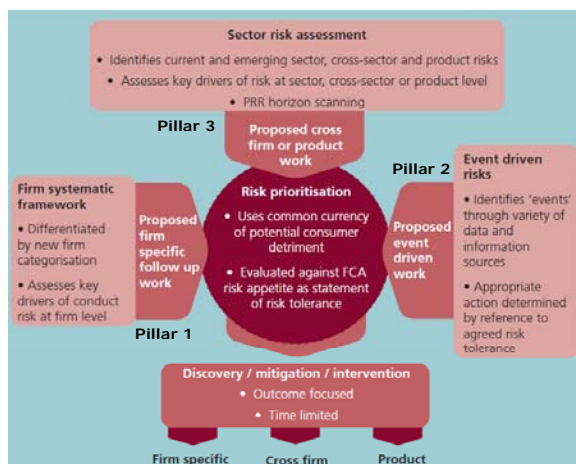 Sector risk assessment
• Identifies current and emerging sector, cross-sector and product risks
• Assesses key drivers of risk at sector, cross-sector or product level
• PRR horizon scanning
Pillar 3
Proposed cross
firm or product
work
Pillar 2
Event driven
risks
• Identifies ‘events’
through variety of
data and
information
sources
• Appropriate
action determined
by reference to
agreed risk
tolerance
Proposed
event
driven work
Firm systematic
framework
• Differentiated
by new firm
categorisation
• Assesses key
drivers of conduct
risk at firm level
Proposed
firm
specific
follow up
work
Pillar 1
Risk prioritisation
• Uses common currency
of potential consumer
detriment
• Evaluated against FCA
risk appetite as statement
of risk tolerance
Discovery / mitigation / intervention
• Outcome focused
• Time limited
Firm specific
Cross firm
Product